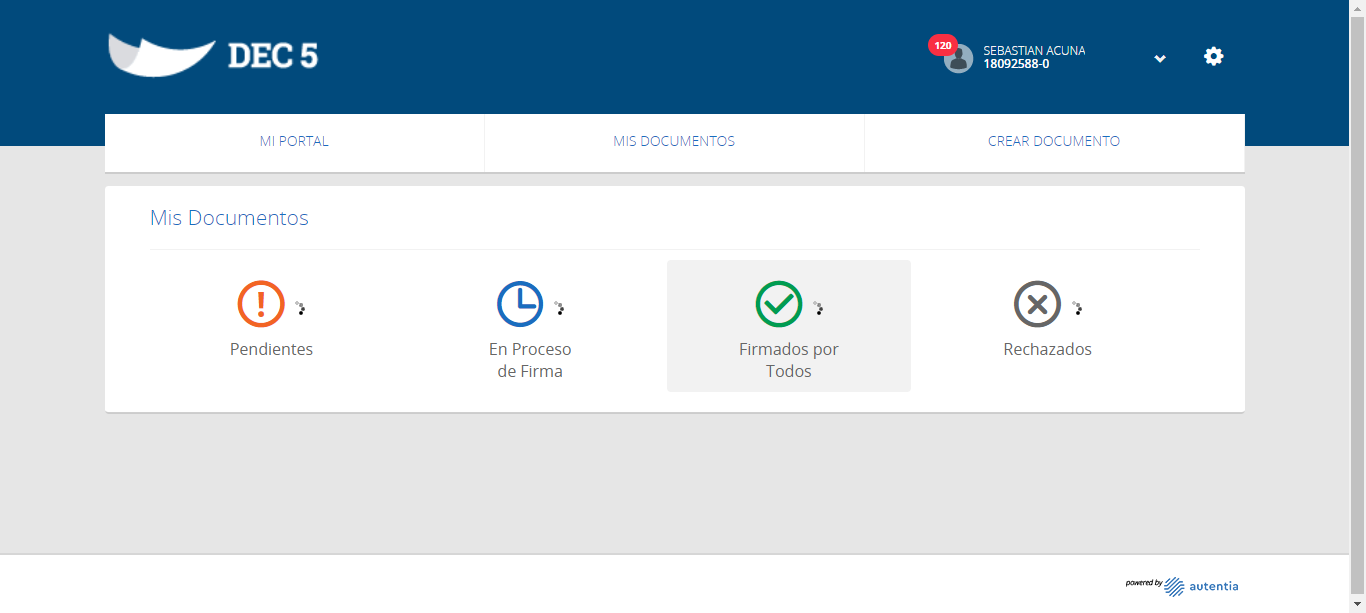 DEC 5
120
SEBASTIAN ACUNA
18092588-0
MI PORTAL
MIS DOCUMENTOS
CREAR DOCUMENTO
Mis Documentos
Pendientes
En Proceso
de Firma
Firmados por
Todos
Rechazados
powered by
autentia